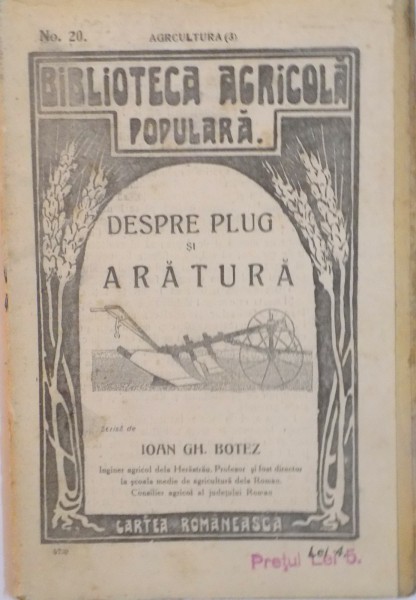 No. 20. AGRCULTURA (3)
BIBLIOTECA AGRICOLĂ
POPULARĂ.
DESPRE PLUG
ȘI
ARĂTURĂ
Scrisă de
IOAN GH. BOTEZ
Inginer agricol dela Herăstrău, Profesor și fost director
la școala medie de agricultură dela Roman,
Consilier agricol al județului Roman
CARTEA ROMÂNEASCĂ
Prețul Lei 5.